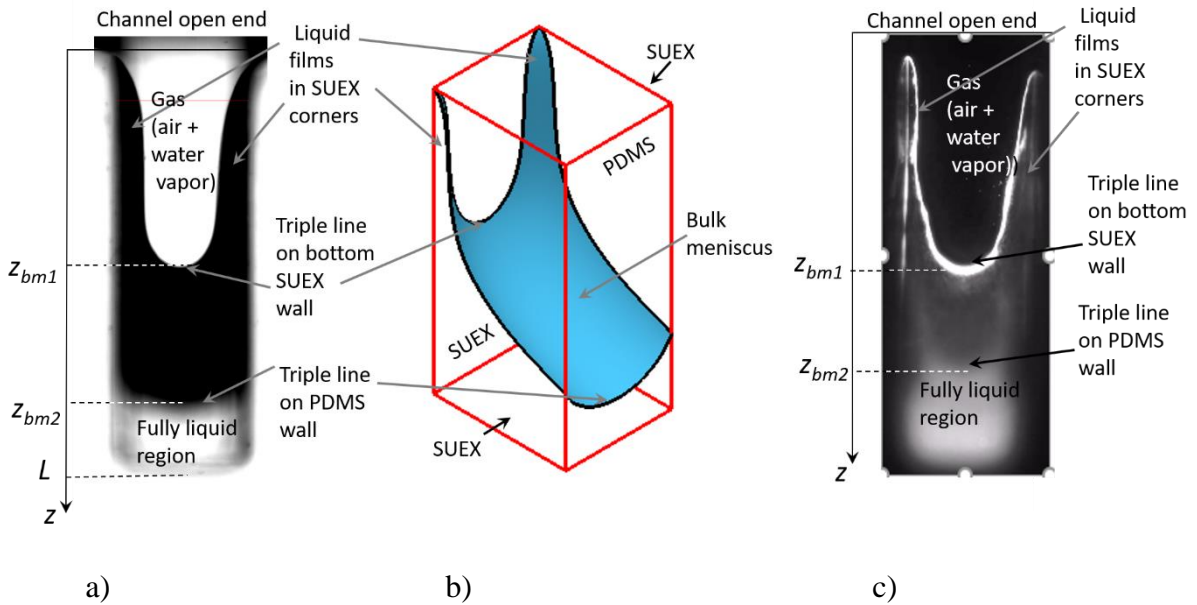 Channel open end
Liquid
films
in SUEX
corners
Gas
(air +
water
vapor)
Triple line
on bottom
SUEX
wall
z_bm1
Triple line
on PDMS
wall
z_bm2
Fully liquid
region
L
z
a)
SUEX
PDMS
Bulk
meniscus
SUEX
SUEX
b)
Channel open end
Liquid
films
in SUEX
corners
Gas
(air +
water
vapor))
Triple line
on bottom
SUEX
wall
z_bm1
Triple line
on PDMS
wall
z_bm2
Fully liquid
region
z
c)